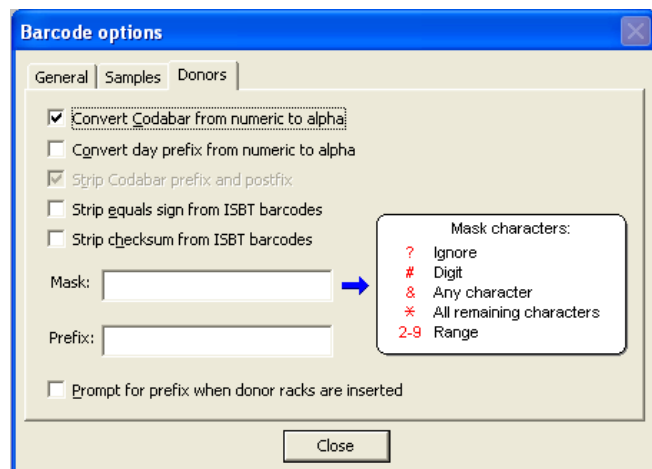 Barcode options
General Samples Donors
Convert Codabar from numeric to alpha
Convert day prefix from numeric to alpha
Strip Codabar prefix and postfix
Strip equals sign from ISBT barcodes
Strip checksum from ISBT barcodes
Mask:
Mask characters:
? Ignore
# Digit
& Any character
* All remaining characters
2-9 Range
Prefix:
Prompt for prefix when donor racks are inserted
Close